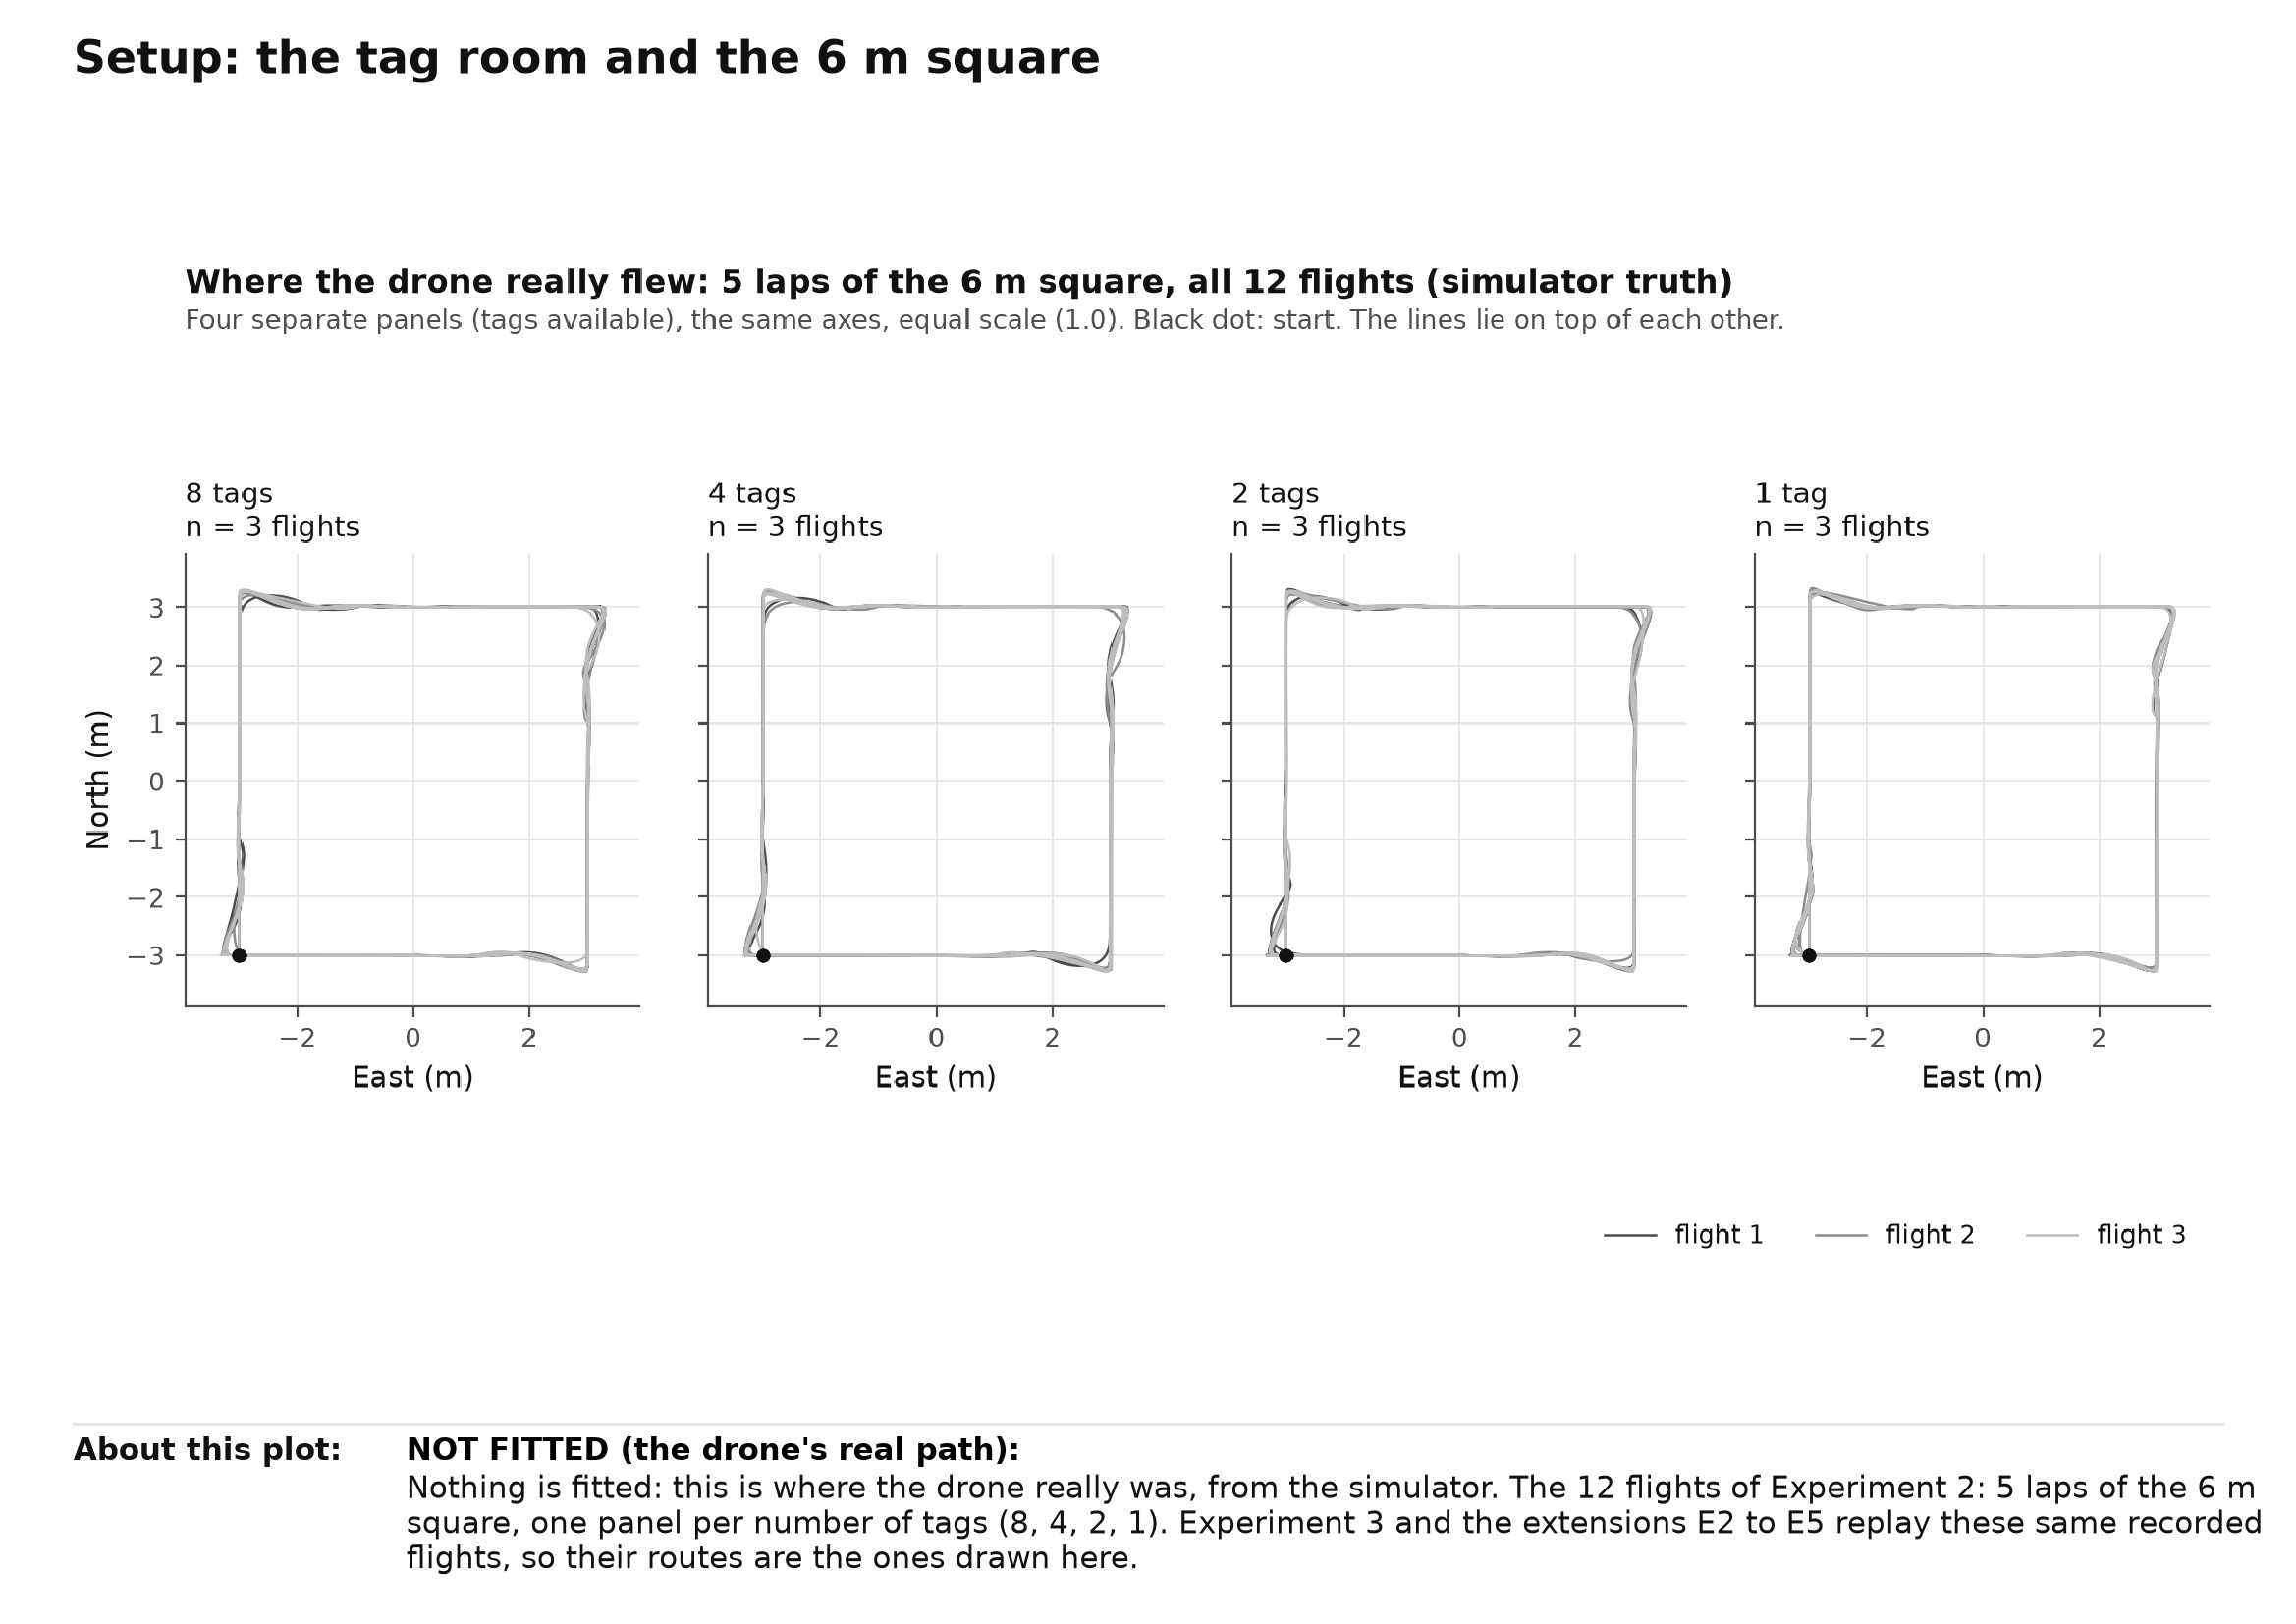 Setup: the tag room and the 6 m square
Where the drone really flew: 5 laps of the 6 m square, all 12 flights (simulator truth)
Four separate panels (tags available), the same axes, equal scale (1.0). Black dot: start. The lines lie on top of each other.
8 tags
n = 3 flights
4 tags
n = 3 flights
2 tags
n = 3 flights
1 tag
n = 3 flights
North (m)
3
2
1
0
−1
−2
−3
−2 0 2
East (m)
−2 0 2
East (m)
−2 0 2
East (m)
−2 0 2
East (m)
flight 1 flight 2 flight 3
About this plot:
NOT FITTED (the drone's real path):
Nothing is fitted: this is where the drone really was, from the simulator. The 12 flights of Experiment 2: 5 laps of the 6 m
square, one panel per number of tags (8, 4, 2, 1). Experiment 3 and the extensions E2 to E5 replay these same recorded
flights, so their routes are the ones drawn here.